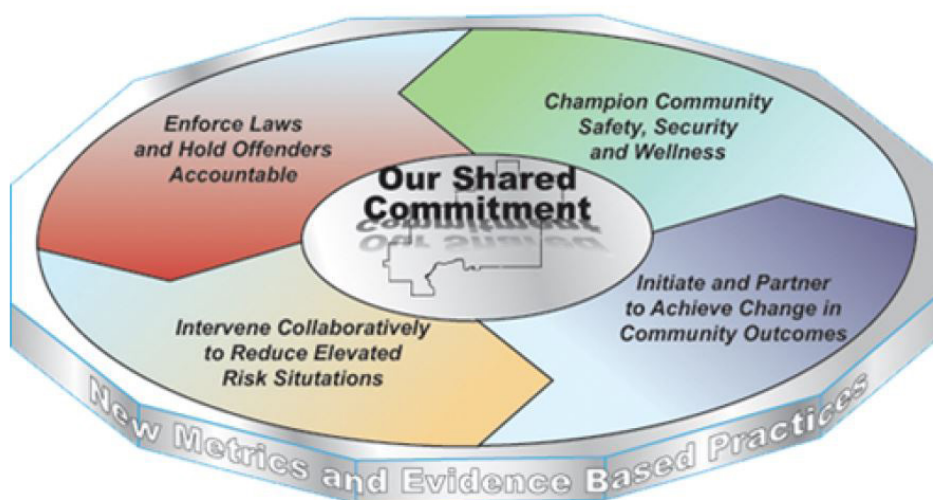 Enforce Laws
and Hold Offenders
Accountable
Champion Community
Safety, Security
and Wellness
Our Shared
Commitment
Initiate and Partner
to Achieve Change in
Community Outcomes
Intervene Collaboratively
to Reduce Elevated
Risk Situtations
New Metrics and Evidence Based Practices